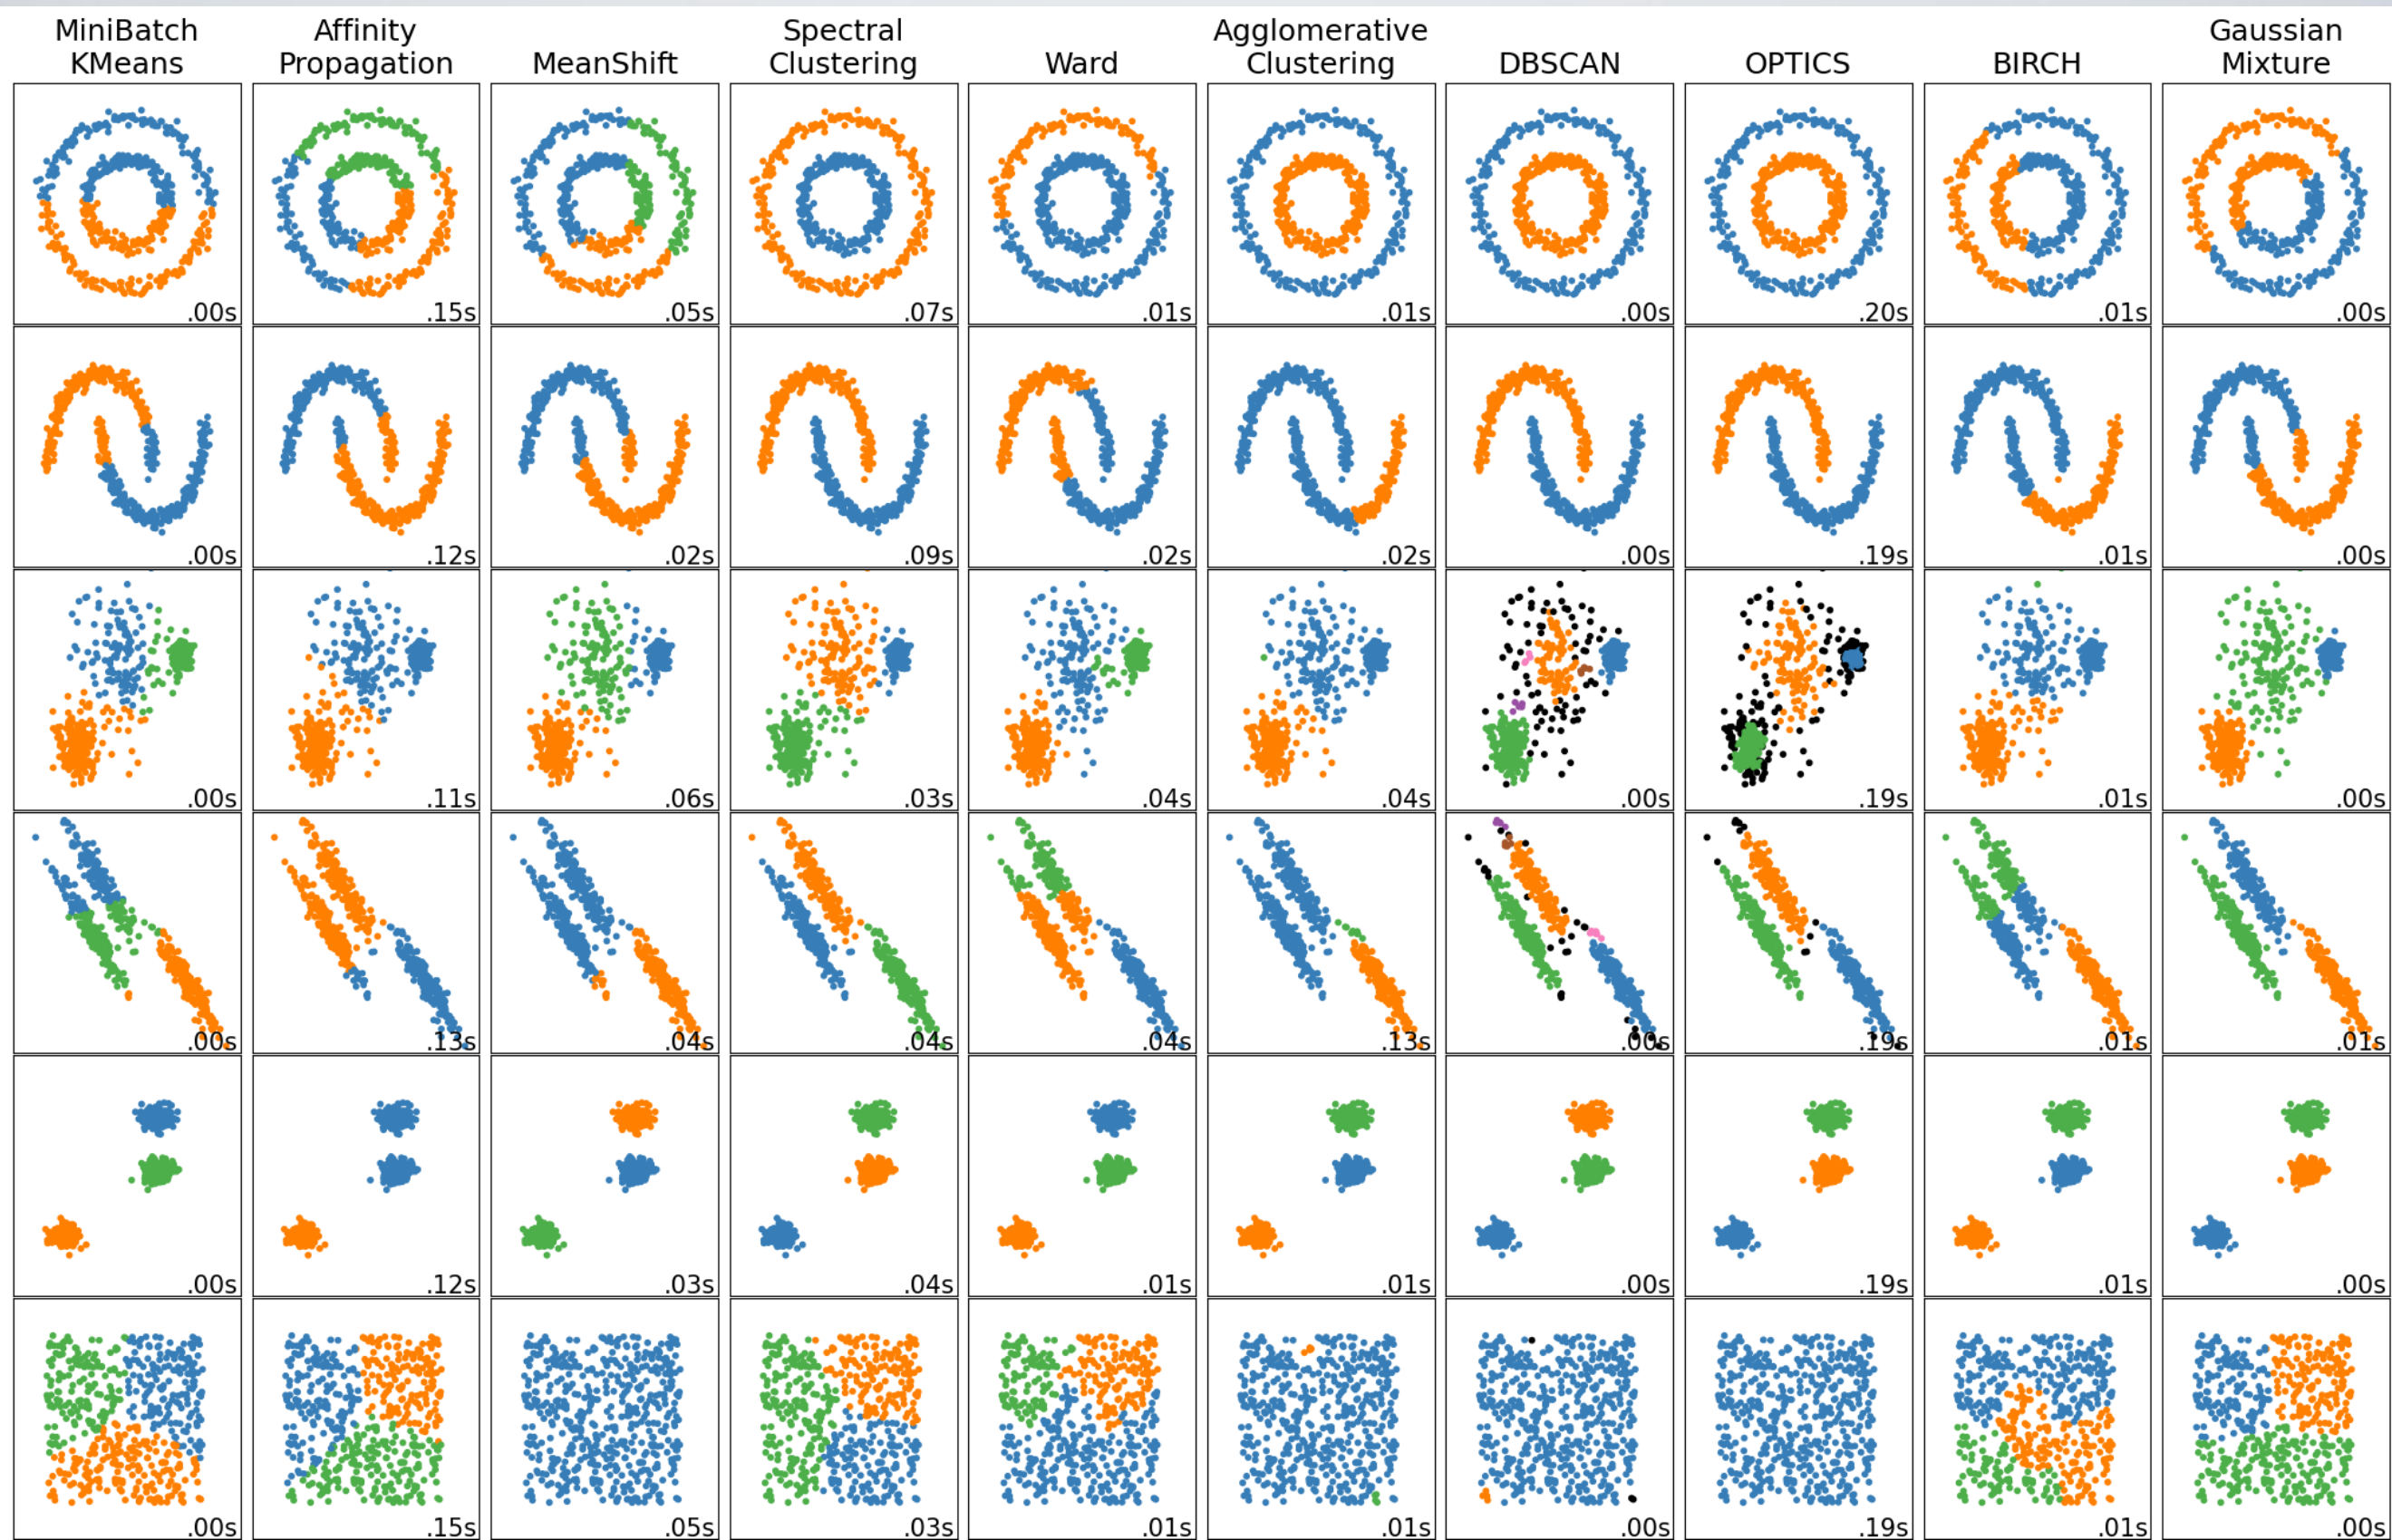 MiniBatch
KMeans
Affinity
Propagation
MeanShift
Spectral
Clustering
Ward
Agglomerative
Clustering
DBSCAN
OPTICS
BIRCH
Gaussian
Mixture
.00s
.15s
.05s
.07s
.01s
.01s
.00s
.20s
.01s
.00s
.00s
.12s
.02s
.09s
.02s
.02s
.00s
.19s
.01s
.00s
.00s
.11s
.06s
.03s
.04s
.04s
.00s
.19s
.01s
.00s
.00s
.13s
.04s
.04s
.04s
.13s
.00s
.19s
.01s
.01s
.00s
.12s
.03s
.04s
.01s
.01s
.00s
.19s
.01s
.00s
.00s
.15s
.05s
.03s
.01s
.01s
.00s
.19s
.01s
.00s